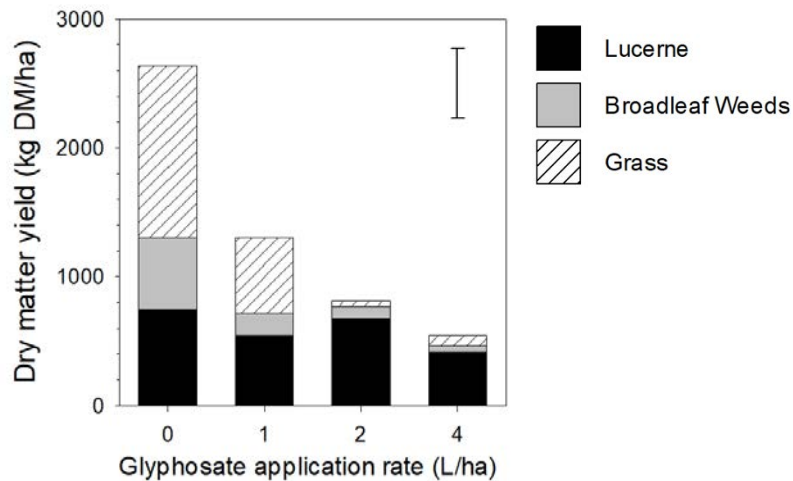 Dry matter yield (kg DM/ha)
3000
2000
1000
0
0 1 2 4
Glyphosate application rate (L/ha)
Lucerne
Broadleaf Weeds
Grass